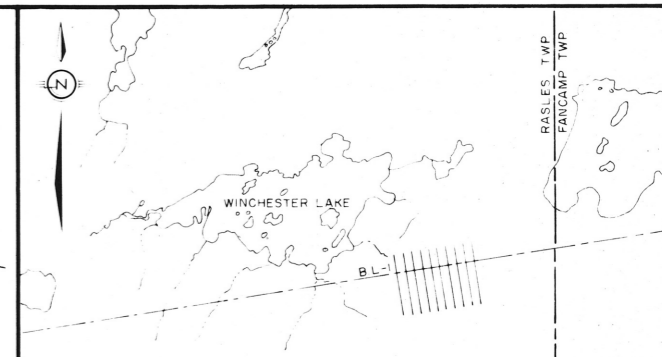 N
WINCHESTER LAKE
BL-1
RASLES TWP
FANCAMP TWP